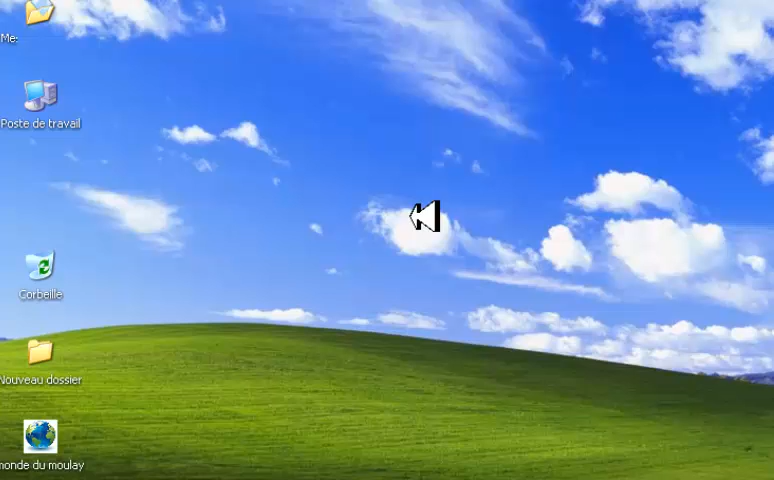 Me:
Poste de travail
Corbeille
Nouveau dossier
monde du moulay